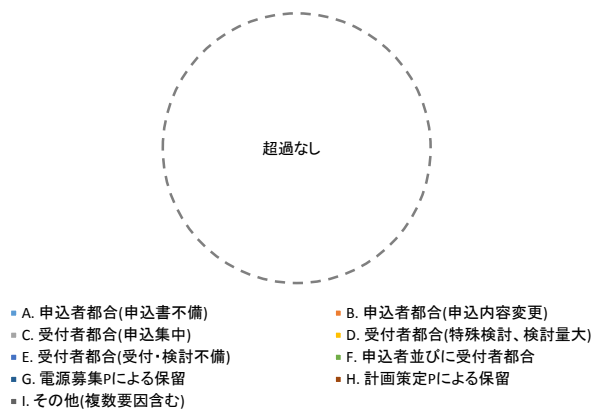 超過なし
A. 申込者都合(申込書不備)
B. 申込者都合(申込内容変更)
C. 受付者都合(申込集中)
D. 受付者都合(特殊検討、検討量大)
E. 受付者都合(受付・検討不備)
F. 申込者並びに受付者都合
G. 電源募集Pによる保留
H. 計画策定Pによる保留
I. その他(複数要因含む)